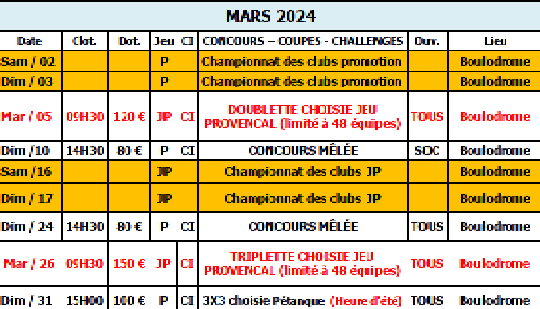 MARS 2024
Date Clot. Dot. Jeu CI CONCOURS – COUPES - CHALLENGES Ouv. Lieu
Sam / 02 P Championnat des clubs promotion Boulodrome
Dim / 03 P Championnat des clubs promotion Boulodrome
Mar / 05 09H30 120 € JP CI DOUBLETTE CHOISIE JEU PROVENCAL (limité à 48 équipes) TOUS Boulodrome
Dim /10 14H30 80 € P CI CONCOURS MÊLÉE SOC Boulodrome
Sam /16 JP Championnat des clubs JP Boulodrome
Dim / 17 JP Championnat des clubs JP Boulodrome
Dim / 24 14H30 80 € P CI CONCOURS MÊLÉE TOUS Boulodrome
Mar / 26 09H30 150 € JP CI TRIPLETTE CHOISIE JEU PROVENCAL (limité à 48 équipes) TOUS Boulodrome
Dim / 31 15H00 100 € P CI 3X3 choisie Pétanque (Heure d'été) TOUS Boulodrome